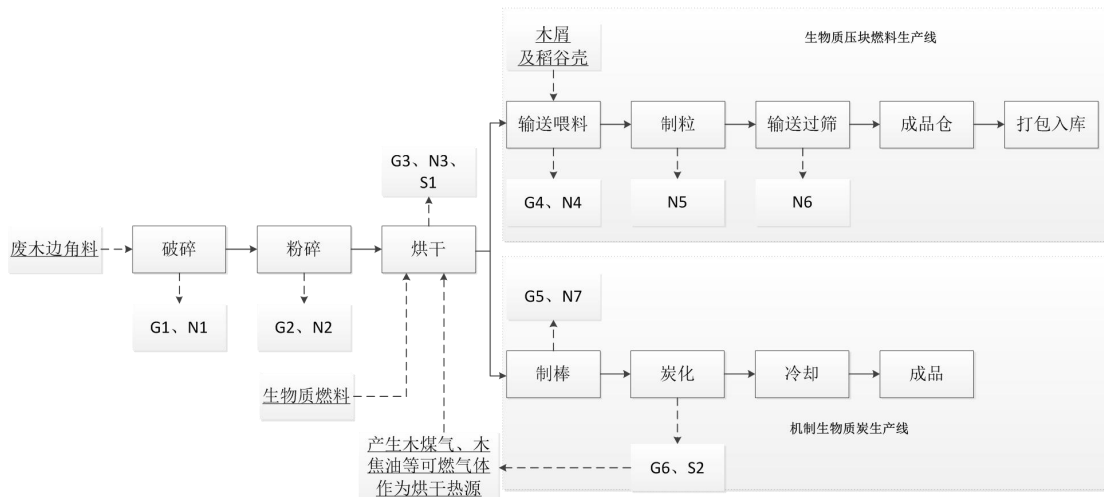 木屑
及稻谷壳
生物质压块燃料生产线
输送喂料
制粒
输送过筛
成品仓
打包入库
G3、N3、
S1
G4、N4
N5
N6
废木边角料
破碎
粉碎
烘干
G1、N1
G2、N2
G5、N7
生物质燃料
制棒
炭化
冷却
成品
机制生物质炭生产线
产生木煤气、木
焦油等可燃气体
作为烘干热源
G6、S2